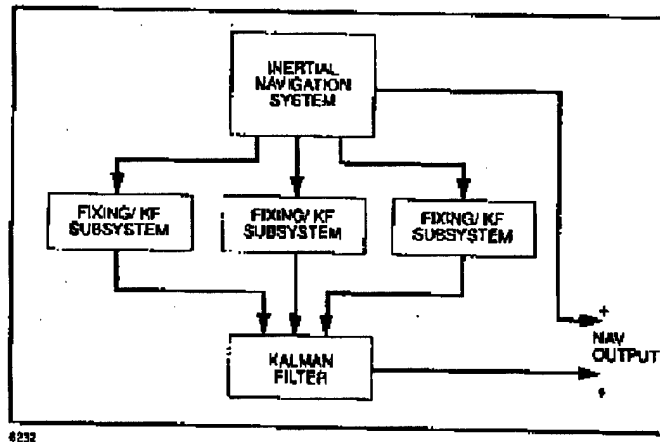 INERTIAL
NAVIGATION
SYSTEM
FIXING/KF
SUBSYSTEM
FIXING/KF
SUBSYSTEM
FIXING/KF
SUBSYSTEM
+
NAV
OUTPUT
+
KALMAN
FILTER
6232